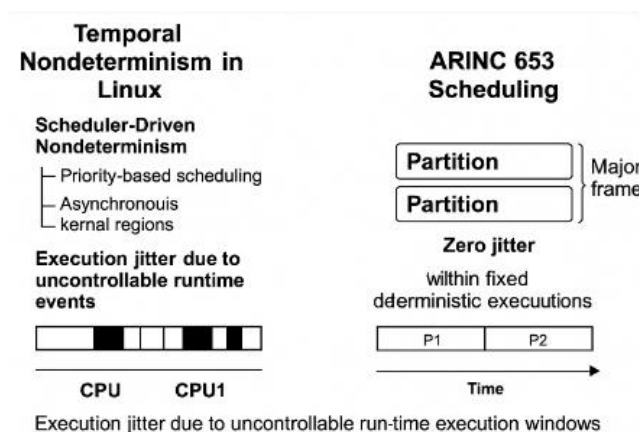 Temporal
Nondeterminism in
Linux
Scheduler-Driven
Nondeterminism
Priority-based scheduling
Asynchronouis
kernal regions
Execution jitter due to
uncontrollable runtime
events
CPU CPU1
ARINC 653
Scheduling
Partition
Partition
Major
frame
Zero jitter
wilthin fixed
dderministic execuutions
P1 P2
Time
Execution jitter due to uncontrollable run-time execution windows